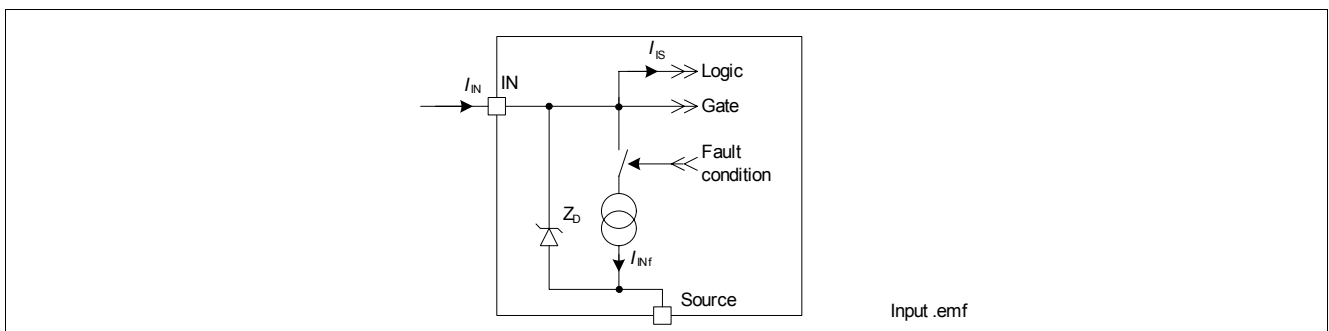 I_IS
Logic
I_IN
IN
Gate
Fault
condition
Z_D
I_INf
Source
Input .emf